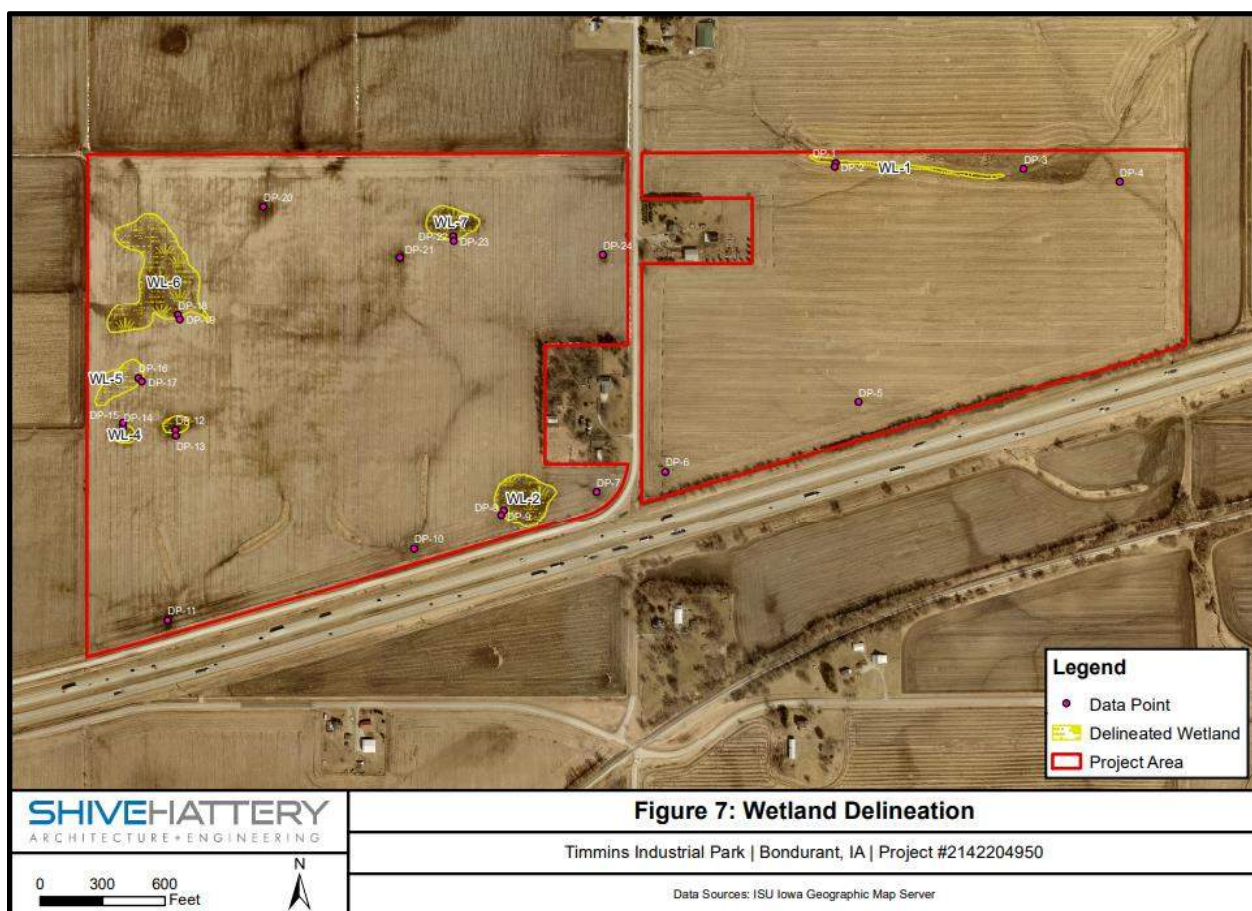 DP-1
DP-2
WL-1
DP-3
DP-4
DP-20
WL-7
DP-22
DP-23
DP-21
DP-24
WL-6
DP-18
DP-19
DP-16
WL-5
DP-17
DP-15
DP-14
DP-12
WL-4
DP-13
DP-5
DP-6
DP-7
WL-2
DP-8
DP-9
DP-10
DP-11
Legend
Data Point
Delineated Wetland
Project Area
SHIVEHATTERY
ARCHITECTURE+ENGINEERING
0 300 600
Feet
N
Figure 7: Wetland Delineation
Timmins Industrial Park | Bondurant, IA | Project #2142204950
Data Sources: ISU Iowa Geographic Map Server